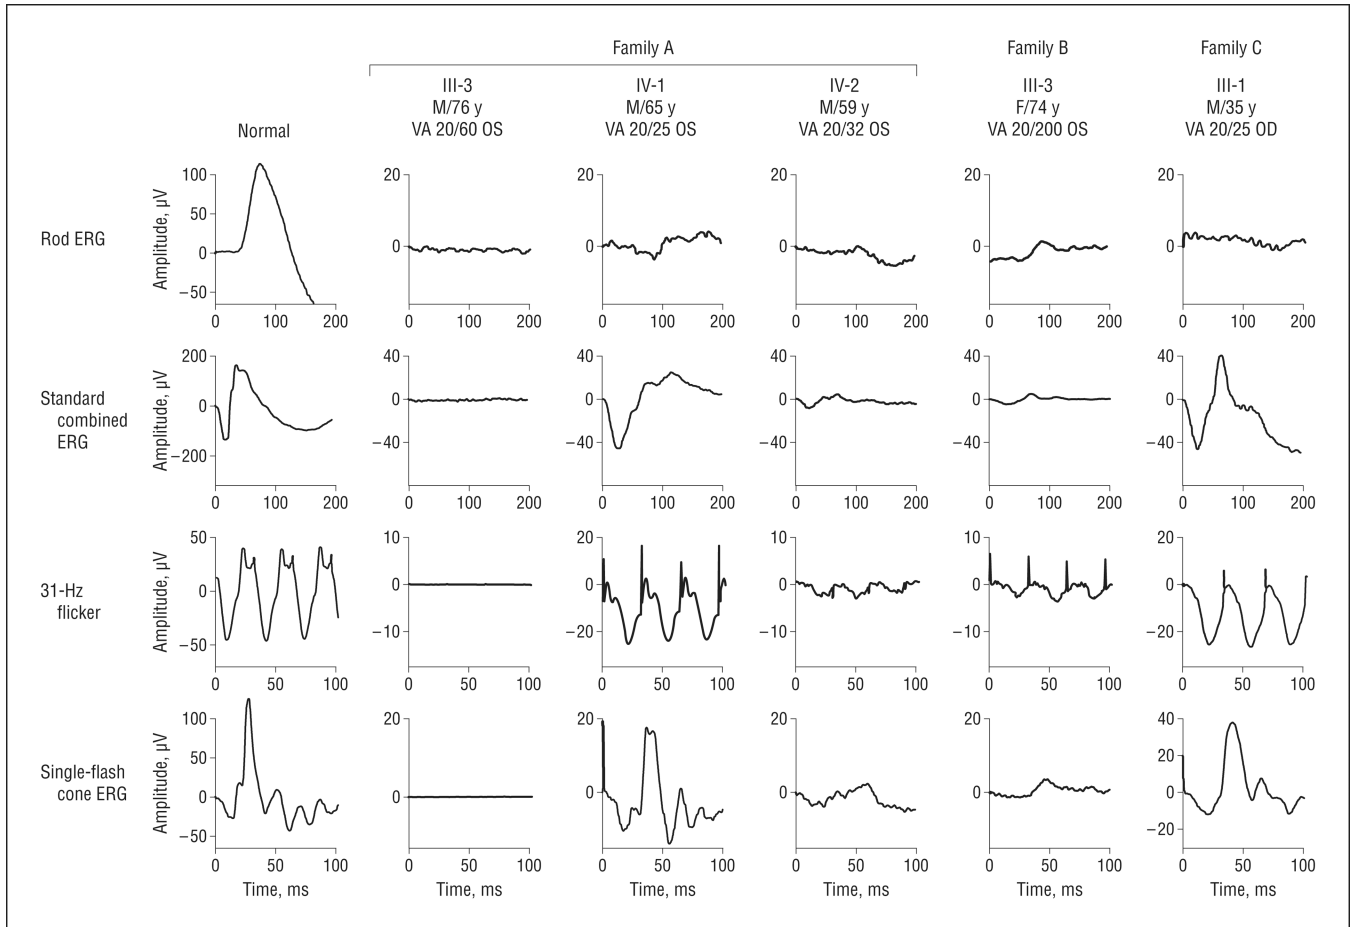 Family A Family B Family C
III-3 IV-1 IV-2 III-3 III-1
M/76 y M/65 y M/59 y F/74 y M/35 y
Normal VA 20/60 OS VA 20/25 OS VA 20/32 OS VA 20/200 OS VA 20/25 OD
Rod ERG
Amplitude, µV
100 50 0 −50
0 100 200
20 0
0 100 200
20 0
0 100 200
20 0
0 100 200
20 0
0 100 200
20 0
0 100 200
Standard
combined
ERG
Amplitude, µV
200 0 −200
0 100 200
40 0 −40
0 100 200
40 0 −40
0 100 200
40 0 −40
0 100 200
40 0 −40
0 100 200
40 0 −40
0 100 200
31-Hz
flicker
Amplitude, µV
50 0 −50
0 50 100
10 0 −10
0 50 100
20 0 −20
0 50 100
10 0 −10
0 50 100
10 0 −10
0 50 100
20 0 −20
0 50 100
Single-flash
cone ERG
Amplitude, µV
100 50 0 −50
0 50 100
Time, ms
20 0
0 50 100
Time, ms
20 0
0 50 100
Time, ms
20 0
0 50 100
Time, ms
20 0
0 50 100
Time, ms
40 20 0 −20
0 50 100
Time, ms